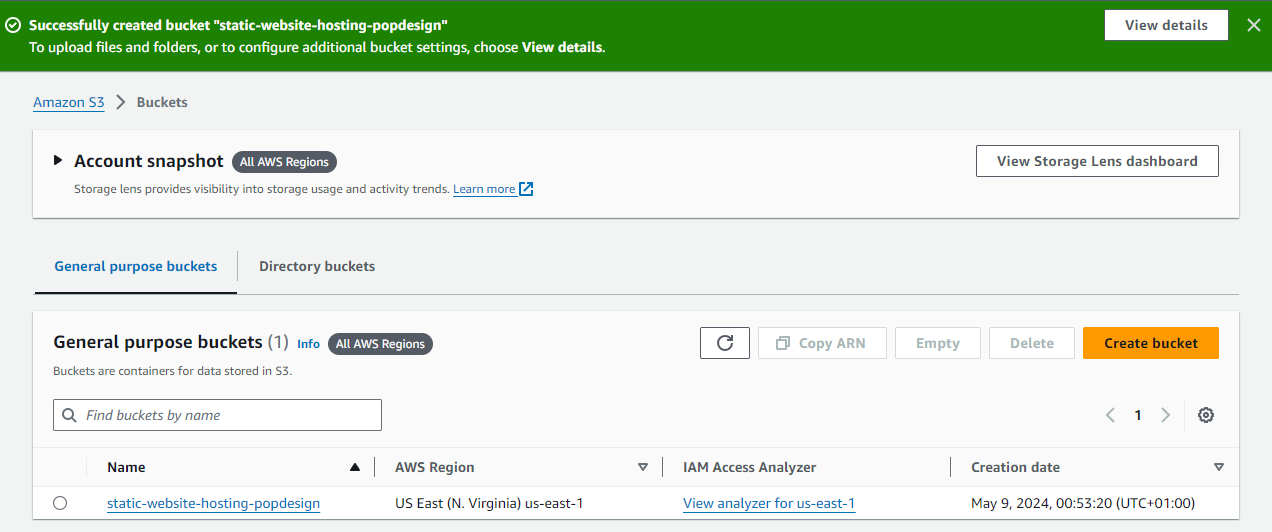 Successfully created bucket "static-website-hosting-popdesign"
To upload files and folders, or to configure additional bucket settings, choose View details.
View details
Amazon S3 > Buckets
Account snapshot All AWS Regions
View Storage Lens dashboard
Storage lens provides visibility into storage usage and activity trends. Learn more
General purpose buckets Directory buckets
General purpose buckets (1) Info All AWS Regions
Copy ARN Empty Delete Create bucket
Buckets are containers for data stored in S3.
Find buckets by name
1
Name AWS Region IAM Access Analyzer Creation date
static-website-hosting-popdesign US East (N. Virginia) us-east-1 View analyzer for us-east-1 May 9, 2024, 00:53:20 (UTC+01:00)